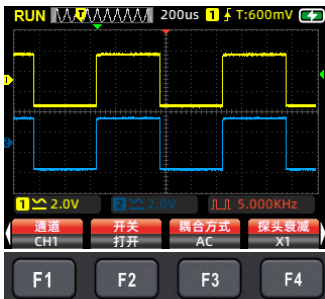 RUN T 200us 1 T:600mV
1
2
1 2.0V 2 2.0V 5.000KHz
通道 开关 耦合方式 探头衰减
CH1 打开 AC X1
F1 F2 F3 F4